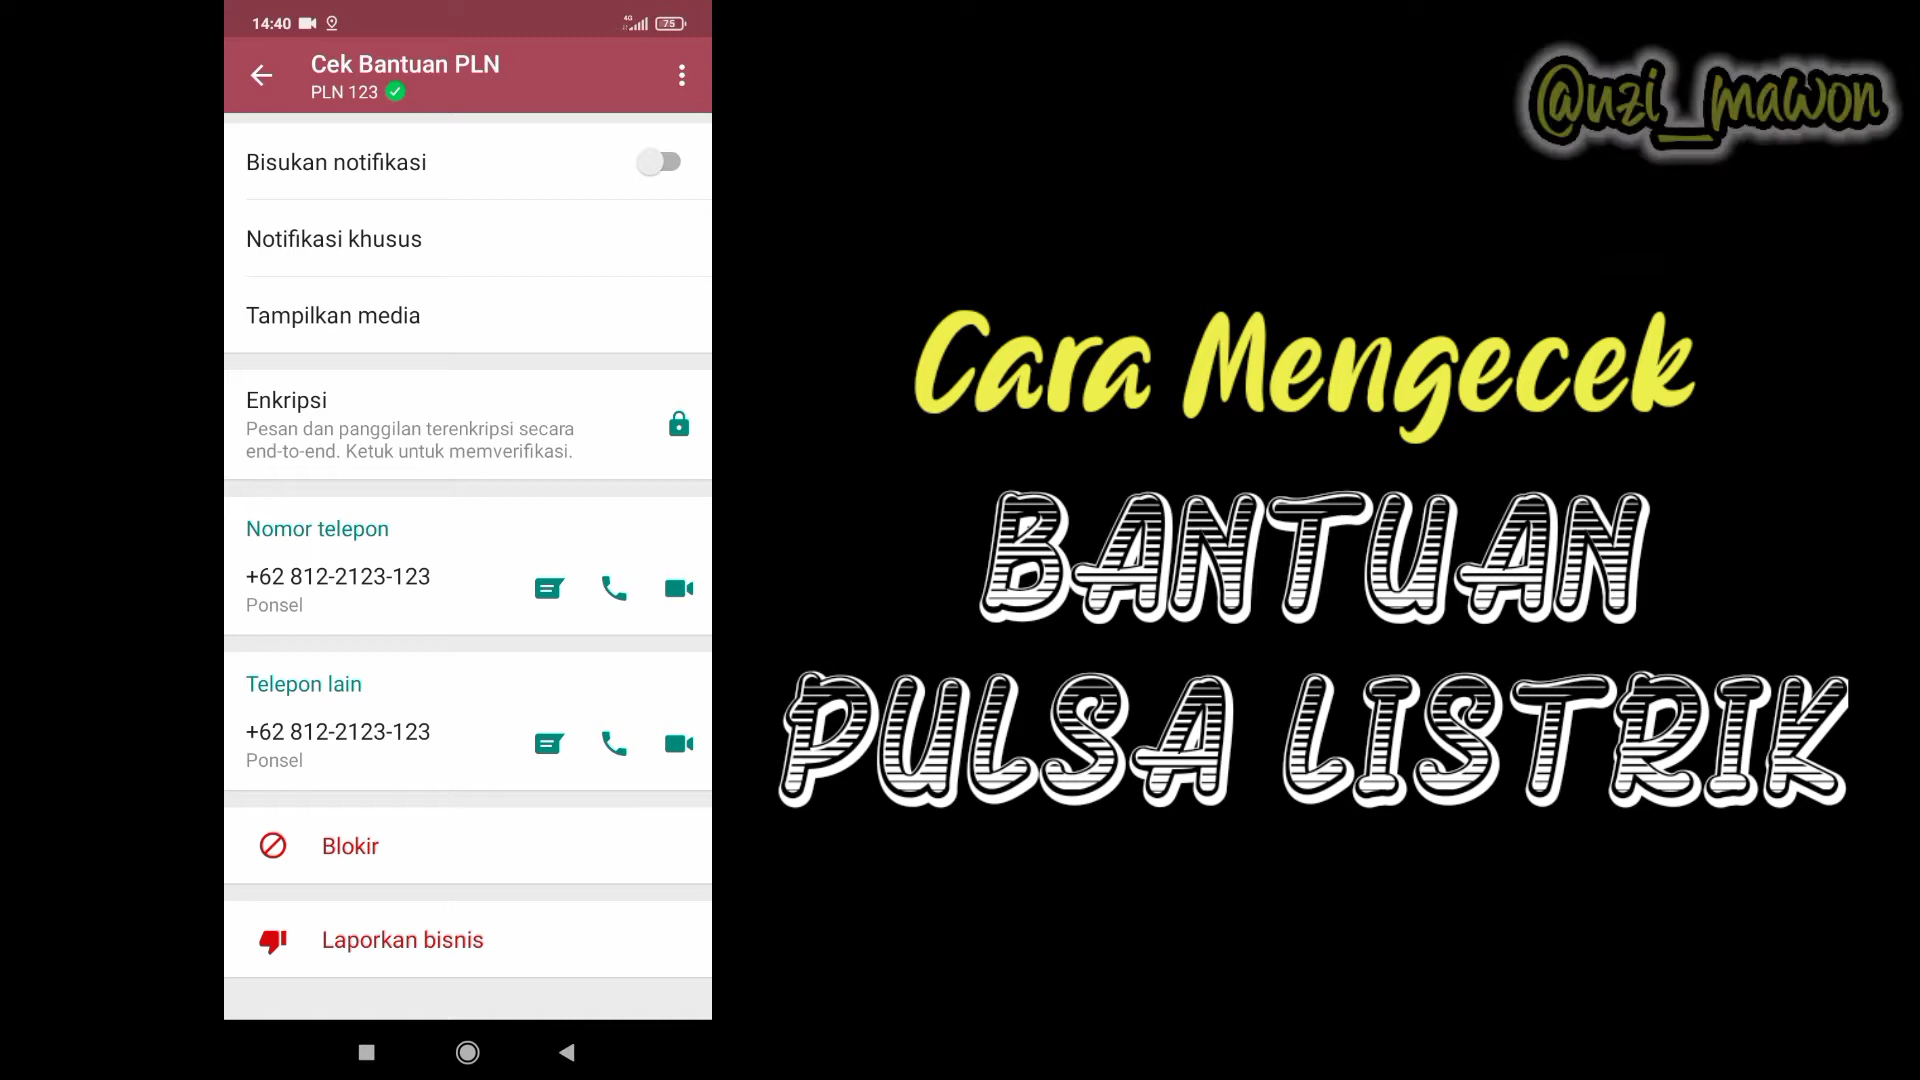 14:40
4G
75
Cek Bantuan PLN
PLN 123
Bisukan notifikasi
Notifikasi khusus
Tampilkan media
Enkripsi
Pesan dan panggilan terenkripsi secara
end-to-end. Ketuk untuk memverifikasi.
Nomor telepon
+62 812-2123-123
Ponsel
Telepon lain
+62 812-2123-123
Ponsel
Blokir
Laporkan bisnis
@uzi_mawon
Cara Mengecek
BANTUAN
PULSA LISTRIK